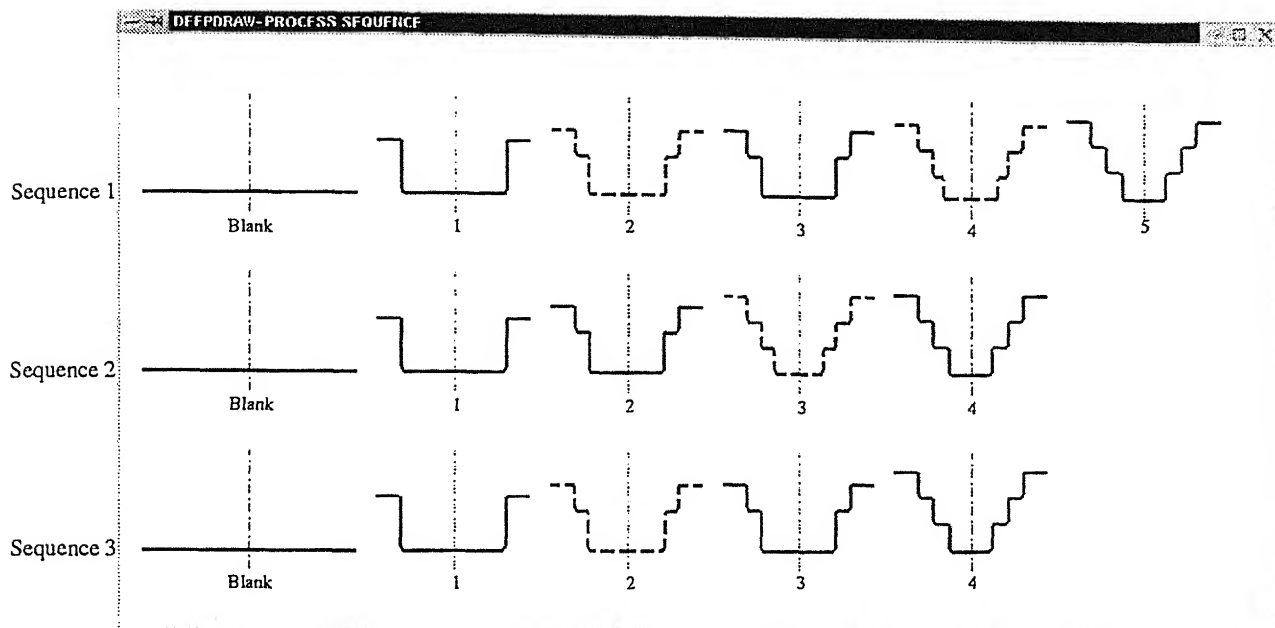 DEEPDRAW-PROCESS SEQUENCE
Sequence 1
Blank 1 2 3 4 5
Sequence 2
Blank 1 2 3 4
Sequence 3
Blank 1 2 3 4